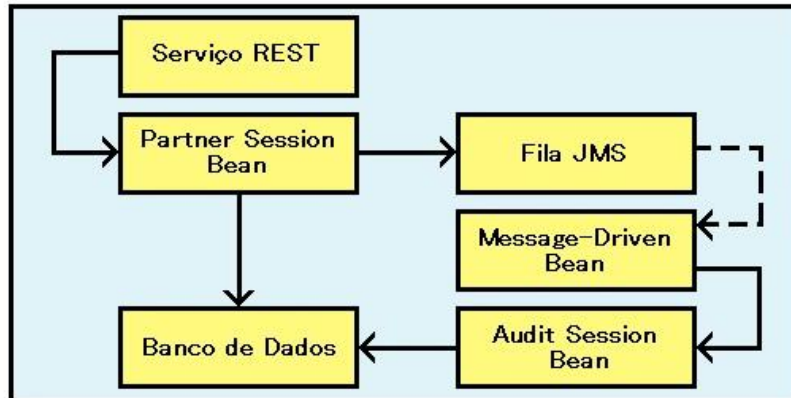 Serviço REST
Partner Session
Bean
Fila JMS
Message-Driven
Bean
Banco de Dados
Audit Session
Bean